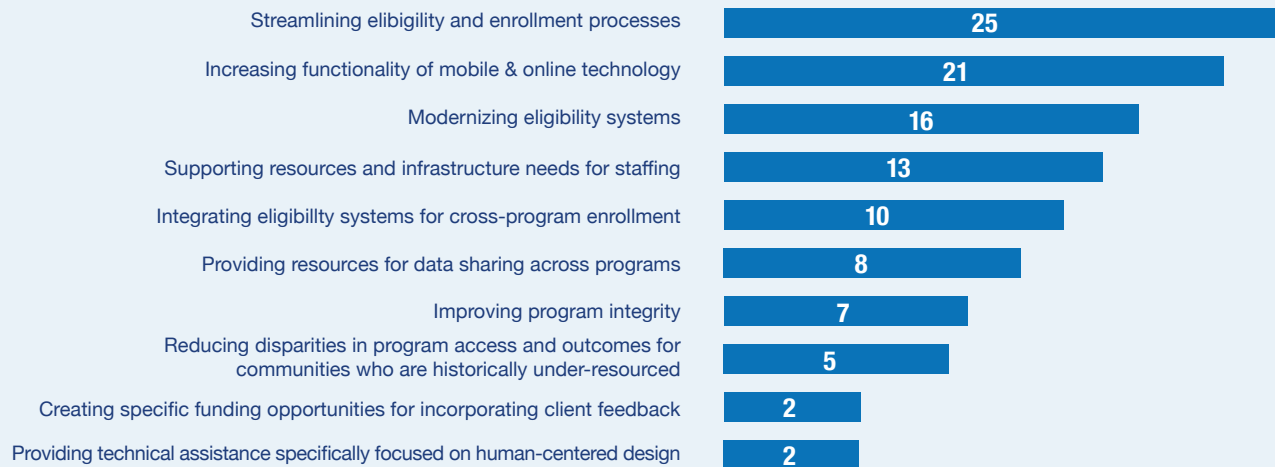 Streamlining elibigility and enrollment processes 25
Increasing functionality of mobile & online technology 21
Modernizing eligibility systems 16
Supporting resources and infrastructure needs for staffing 13
Integrating eligibillty systems for cross-program enrollment 10
Providing resources for data sharing across programs 8
Improving program integrity 7
Reducing disparities in program access and outcomes for
communities who are historically under-resourced 5
Creating specific funding opportunities for incorporating client feedback 2
Providing technical assistance specifically focused on human-centered design 2